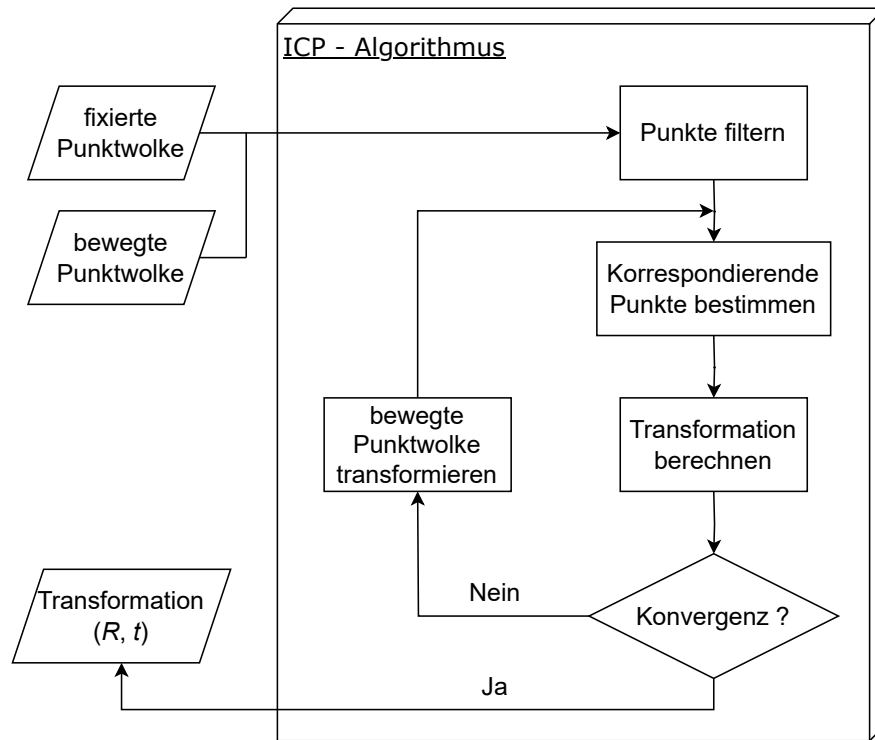 ICP - Algorithmus
fixierte
Punktwolke
Punkte filtern
bewegte
Punktwolke
Korrespondierende
Punkte bestimmen
bewegte
Punktwolke
transformieren
Transformation
berechnen
Nein
Konvergenz ?
Transformation
(R, t)
Ja